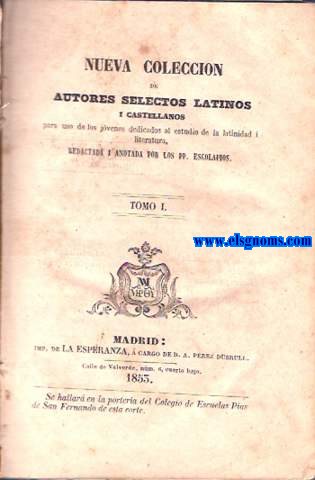 NUEVA COLECCION
DE
AUTORES SELECTOS LATINOS
I CASTELLANOS
para uso de los jóvenes dedicados al estudio de la latinidad i
literatura,
REDACTADA I ANOTADA POR LOS PP. ESCOLAPIOS.
TOMO I.
www.elsgnoms.com
MADRID:
IMP. DE LA ESPERANZA, Á CARGO DE D. A. PEREZ DUBRULL.
Calle de Valverde, núm. 6, cuarto bajo.
1853.
Se hallará en la portería del Colegio de Escuelas Pias
de San Fernando de esta corte.